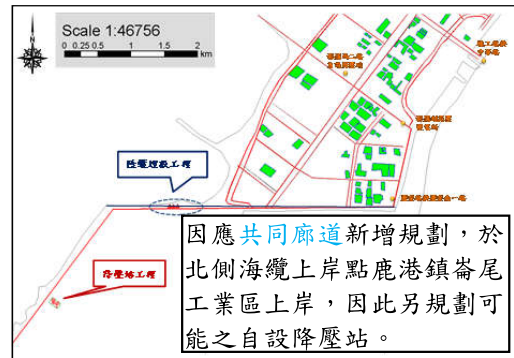 Scale 1:46756
0 0.25 0.5 1 1.5 2
km
N
陸纜埋設工程
降壓站工程
因應共同廊道新增規劃，於
北側海纜上岸點鹿港鎮崙尾
工業區上岸，因此另規劃可
能之自設降壓站。